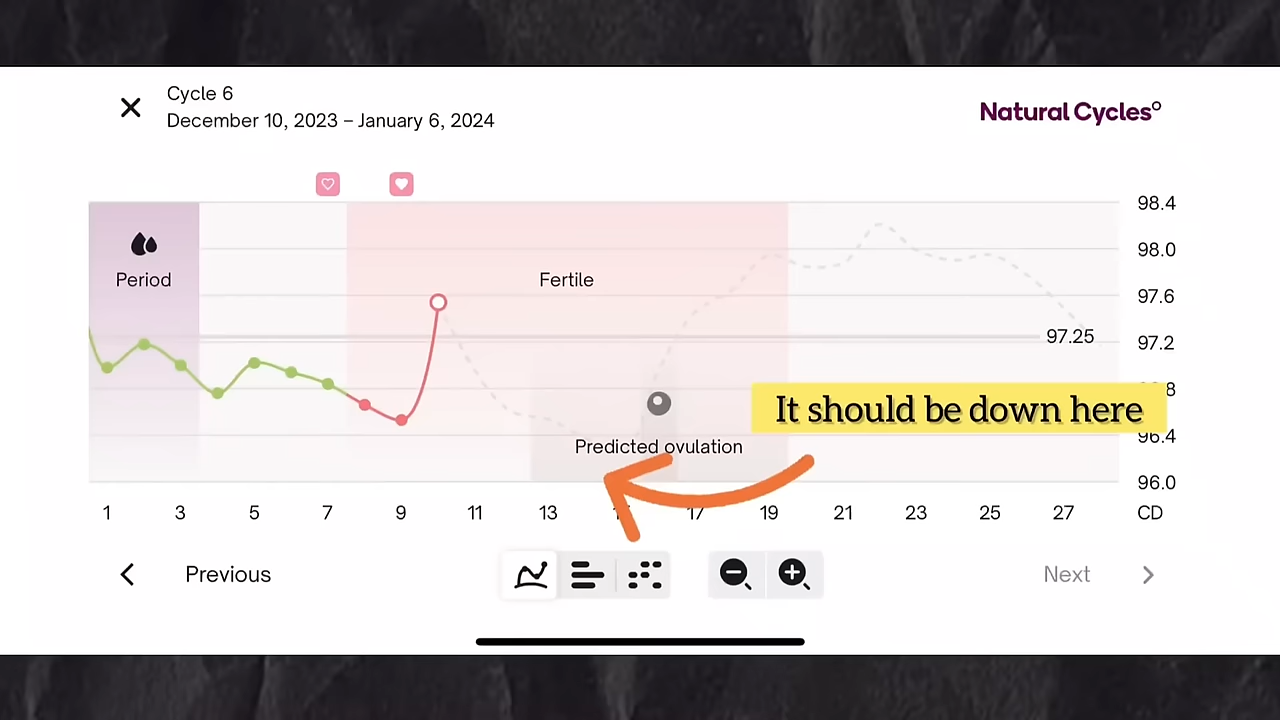 Cycle 6
December 10, 2023 – January 6, 2024
Natural Cycles°
98.4
98.0
97.6
97.2
96.4
96.0
Period
Fertile
97.25
It should be down here
Predicted ovulation
1 3 5 7 9 11 13 17 19 21 23 25 27 CD
Previous
Next